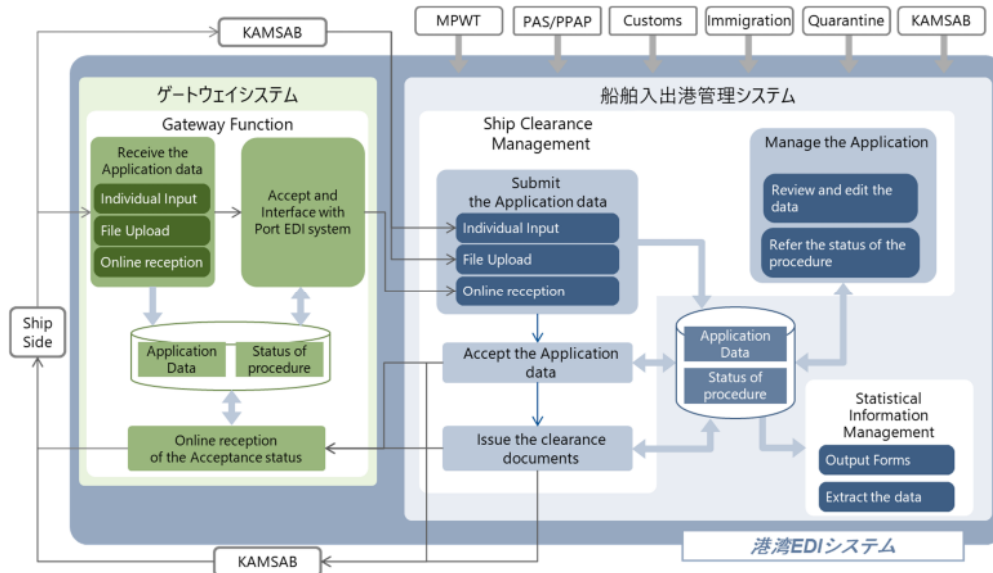 KAMSAB
MPWT
PAS/PPAP
Customs
Immigration
Quarantine
KAMSAB
ゲートウェイシステム
Gateway Function
Receive the
Application data
Individual Input
File Upload
Online reception
Accept and
Interface with
Port EDI system
Application
Data
Status of
procedure
Online reception
of the Acceptance status
Ship
Side
船舶入出港管理システム
Ship Clearance
Management
Submit
the Application data
Individual Input
File Upload
Online reception
Accept the Application
data
Issue the clearance
documents
Manage the Application
Review and edit the
data
Refer the status of the
procedure
Application
Data
Status of
procedure
Statistical
Information
Management
Output Forms
Extract the data
港湾EDIシステム
KAMSAB